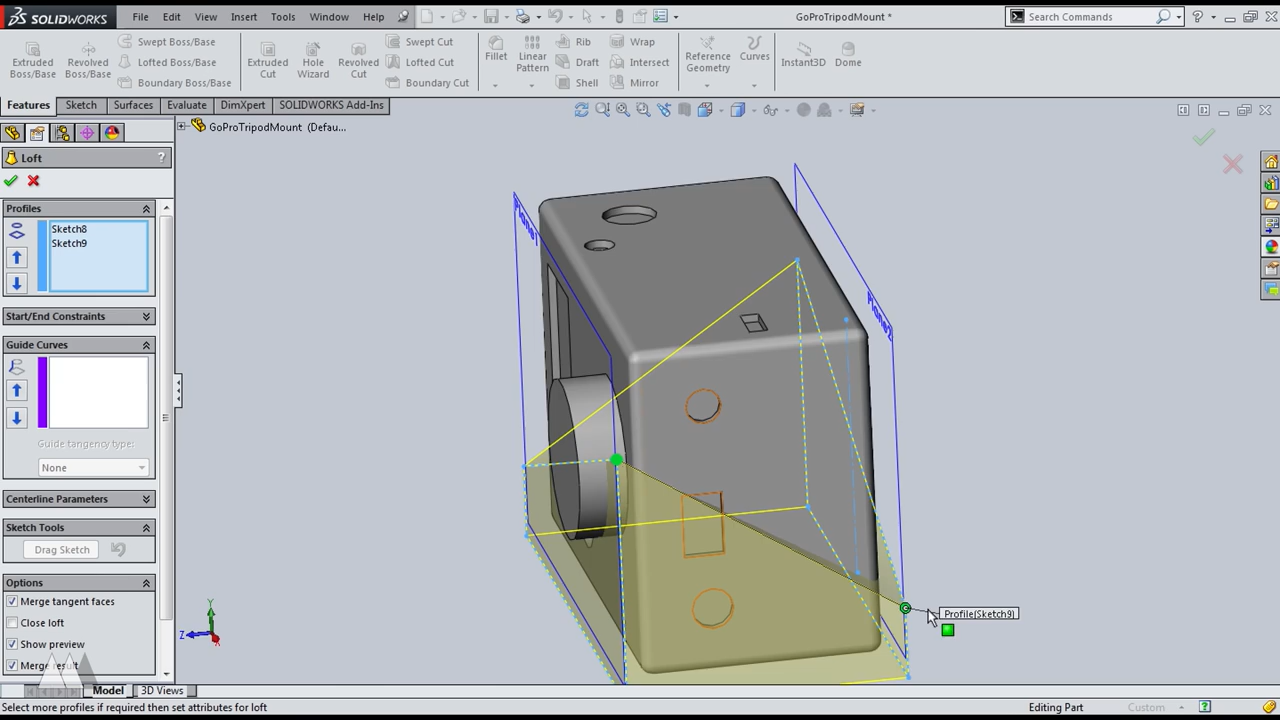 SOLIDWORKS File Edit View Insert Tools Window Help GoProTripodMount * Search Commands
Extruded Boss/Base
Revolved Boss/Base
Swept Boss/Base
Lofted Boss/Base
Boundary Boss/Base
Extruded Cut
Hole Wizard
Revolved Cut
Swept Cut
Lofted Cut
Boundary Cut
Fillet
Linear Pattern
Rib
Draft
Shell
Wrap
Intersect
Mirror
Reference Geometry
Curves
Instant3D
Dome
Features Sketch Surfaces Evaluate DimXpert SOLIDWORKS Add-Ins
GoProTripodMount (Defau...
Loft ?
Profiles
Sketch8
Sketch9
Start/End Constraints
Guide Curves
Guide tangency type:
None
Centerline Parameters
Sketch Tools
Drag Sketch
Options
Merge tangent faces
Close loft
Show preview
Merge result
Plane1
Plane2
Profile(Sketch9)
Y
Z
X
Model 3D Views
Select more profiles if required then set attributes for loft Editing Part Custom